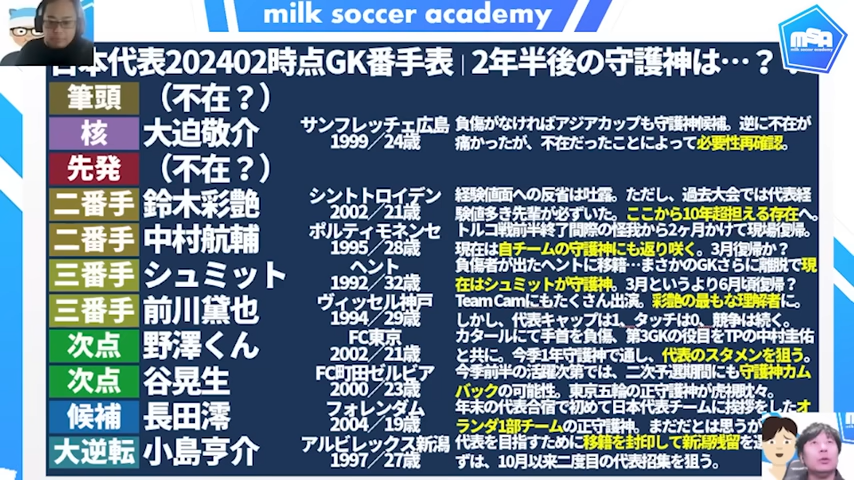 milk soccer academy
MSA
milk soccer academy
日本代表202402時点GK番手表｜2年半後の守護神は…？
筆頭 （不在？）
核 大迫敬介 サンフレッチェ広島 1999／24歳 負傷がなければアジアカップも守護神候補。逆に不在が
痛かったが、不在だったことによって必要性再確認。
先発 （不在？）
二番手 鈴木彩艶 シントトロイデン 2002／21歳 経験値面への反省は吐露。ただし、過去大会では代表経
験値多き先輩が必ずいた。ここから10年超担える存在へ。
二番手 中村航輔 ポルティモネンセ 1995／28歳 トルコ戦前半終了間際の怪我から2ヶ月かけて現場復帰。
現在は自チームの守護神にも返り咲く。3月復帰か？
三番手 シュミット ヘント 1992／32歳 負傷者が出たヘントに移籍…まさかのGKさらに離脱で現
在はシュミットが守護神。3月というより6月頃復帰？
三番手 前川黛也 ヴィッセル神戸 1994／29歳 Team Camにもたくさん出演。彩艶の最もな理解者に。
しかし、代表キャップは1、タッチは0、競争は続く。
次点 野澤くん FC東京 2002／21歳 カタールにて手首を負傷、第3GKの役目をTPの中村圭佑
と共に。今季1年守護神で通し、代表のスタメンを狙う。
次点 谷晃生 FC町田ゼルビア 2000／23歳 今季前半の活躍次第では、二次予選期間にも守護神カム
バックの可能性。東京五輪の正守護神が虎視眈々。
候補 長田澪 フォレンダム 2004／19歳 年末の代表合宿で初めて日本代表チームに挨拶をしたオ
ランダ1部チームの正守護神。まだだとは思うが
大逆転 小島亨介 アルビレックス新潟 1997／27歳 代表を目指すために移籍を封印して新潟残留を
ずは、10月以来二度目の代表招集を狙う。